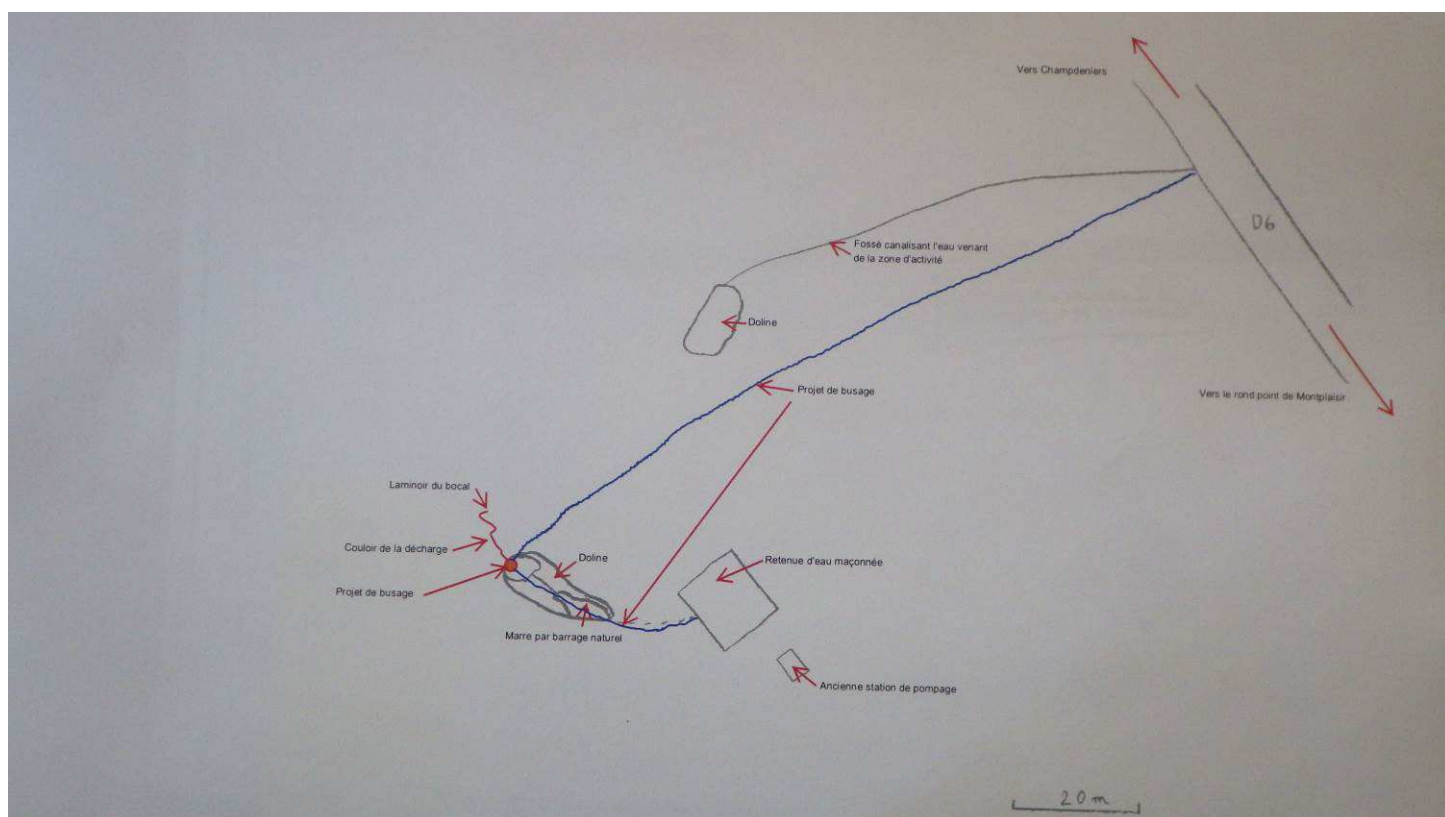 Vers Champdeniers
D6
Fossé canalisant l'eau venant
de la zone d'activité
Doline
Projet de busage
Vers le rond point de Montplaisir
Laminoir du bocal
Couloir de la décharge
Doline
Retenue d'eau maçonnée
Projet de busage
Marre par barrage naturel
Ancienne station de pompage
20 m